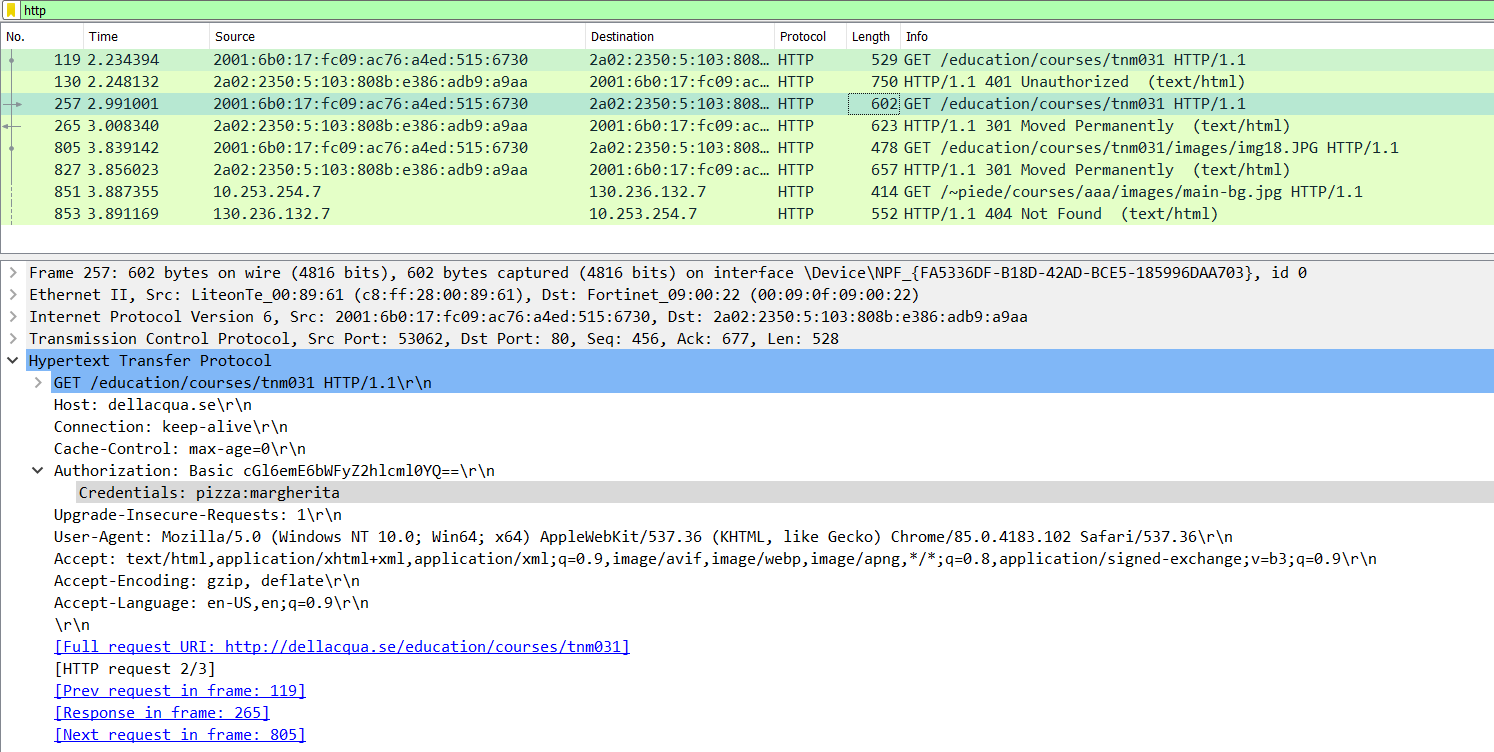 http
No. Time Source Destination Protocol Length Info
119 2.234394 2001:6b0:17:fc09:ac76:a4ed:515:6730 2a02:2350:5:103:808… HTTP 529 GET /education/courses/tnm031 HTTP/1.1
130 2.248132 2a02:2350:5:103:808b:e386:adb9:a9aa 2001:6b0:17:fc09:ac… HTTP 750 HTTP/1.1 401 Unauthorized (text/html)
257 2.991001 2001:6b0:17:fc09:ac76:a4ed:515:6730 2a02:2350:5:103:808… HTTP 602 GET /education/courses/tnm031 HTTP/1.1
265 3.008340 2a02:2350:5:103:808b:e386:adb9:a9aa 2001:6b0:17:fc09:ac… HTTP 623 HTTP/1.1 301 Moved Permanently (text/html)
805 3.839142 2001:6b0:17:fc09:ac76:a4ed:515:6730 2a02:2350:5:103:808… HTTP 478 GET /education/courses/tnm031/images/img18.JPG HTTP/1.1
827 3.856023 2a02:2350:5:103:808b:e386:adb9:a9aa 2001:6b0:17:fc09:ac… HTTP 657 HTTP/1.1 301 Moved Permanently (text/html)
851 3.887355 10.253.254.7 130.236.132.7 HTTP 414 GET /~piede/courses/aaa/images/main-bg.jpg HTTP/1.1
853 3.891169 130.236.132.7 10.253.254.7 HTTP 552 HTTP/1.1 404 Not Found (text/html)
Frame 257: 602 bytes on wire (4816 bits), 602 bytes captured (4816 bits) on interface \Device\NPF_{FA5336DF-B18D-42AD-BCE5-185996DAA703}, id 0
Ethernet II, Src: LiteonTe_00:89:61 (c8:ff:28:00:89:61), Dst: Fortinet_09:00:22 (00:09:0f:09:00:22)
Internet Protocol Version 6, Src: 2001:6b0:17:fc09:ac76:a4ed:515:6730, Dst: 2a02:2350:5:103:808b:e386:adb9:a9aa
Transmission Control Protocol, Src Port: 53062, Dst Port: 80, Seq: 456, Ack: 677, Len: 528
Hypertext Transfer Protocol
GET /education/courses/tnm031 HTTP/1.1\r\n
Host: dellacqua.se\r\n
Connection: keep-alive\r\n
Cache-Control: max-age=0\r\n
Authorization: Basic cGl6emE6bWFyZ2hlcml0YQ==\r\n
Credentials: pizza:margherita
Upgrade-Insecure-Requests: 1\r\n
User-Agent: Mozilla/5.0 (Windows NT 10.0; Win64; x64) AppleWebKit/537.36 (KHTML, like Gecko) Chrome/85.0.4183.102 Safari/537.36\r\n
Accept: text/html,application/xhtml+xml,application/xml;q=0.9,image/avif,image/webp,image/apng,*/*;q=0.8,application/signed-exchange;v=b3;q=0.9\r\n
Accept-Encoding: gzip, deflate\r\n
Accept-Language: en-US,en;q=0.9\r\n
\r\n
[Full request URI: http://dellacqua.se/education/courses/tnm031]
[HTTP request 2/3]
[Prev request in frame: 119]
[Response in frame: 265]
[Next request in frame: 805]